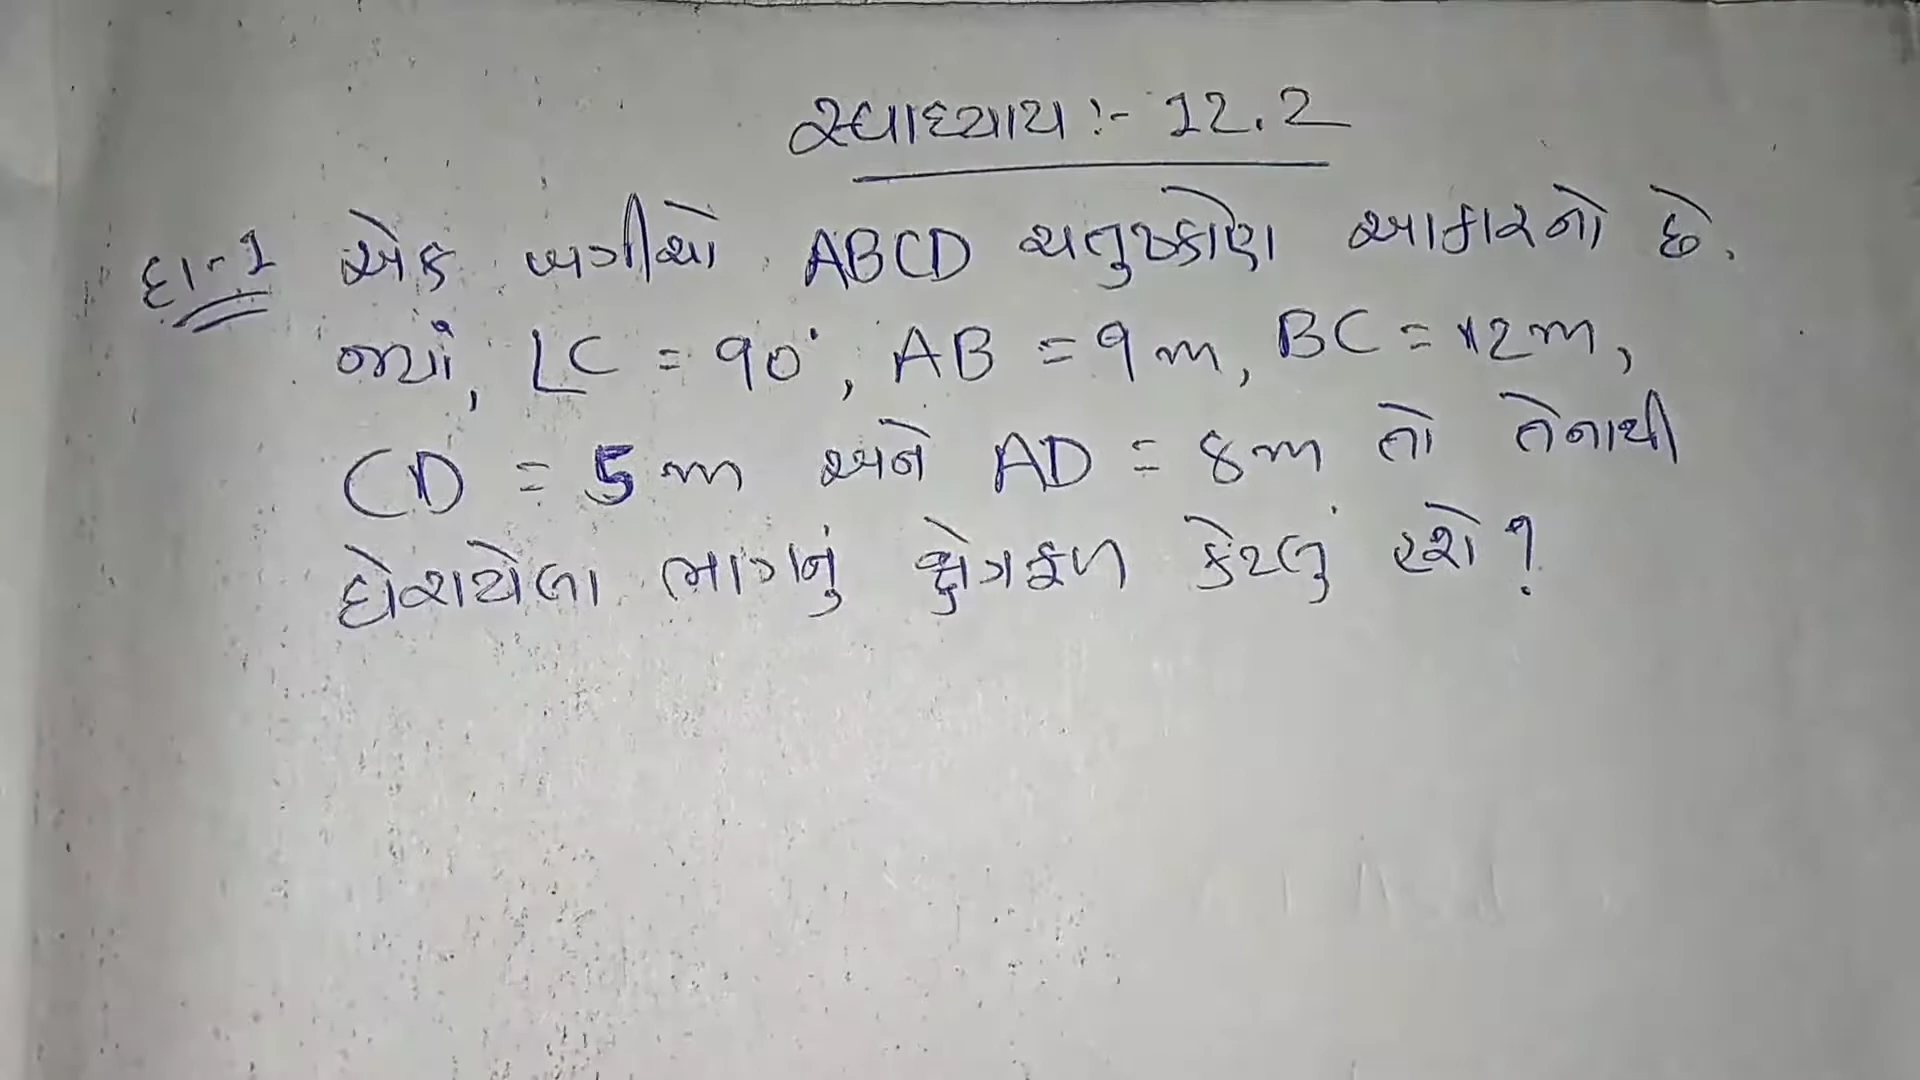 સ્વાધ્યાય :- 12.2
દા-1 એક બગીચો ABCD ચતુષ્કોણ આકારનો છે.
જ્યાં, ∠C = 90°, AB = 9 m, BC = 12 m,
CD = 5 m અને AD = 8 m તો તેનાથી
ઘેરાયેલા ભાગનું ક્ષેત્રફળ કેટલું હશે ?